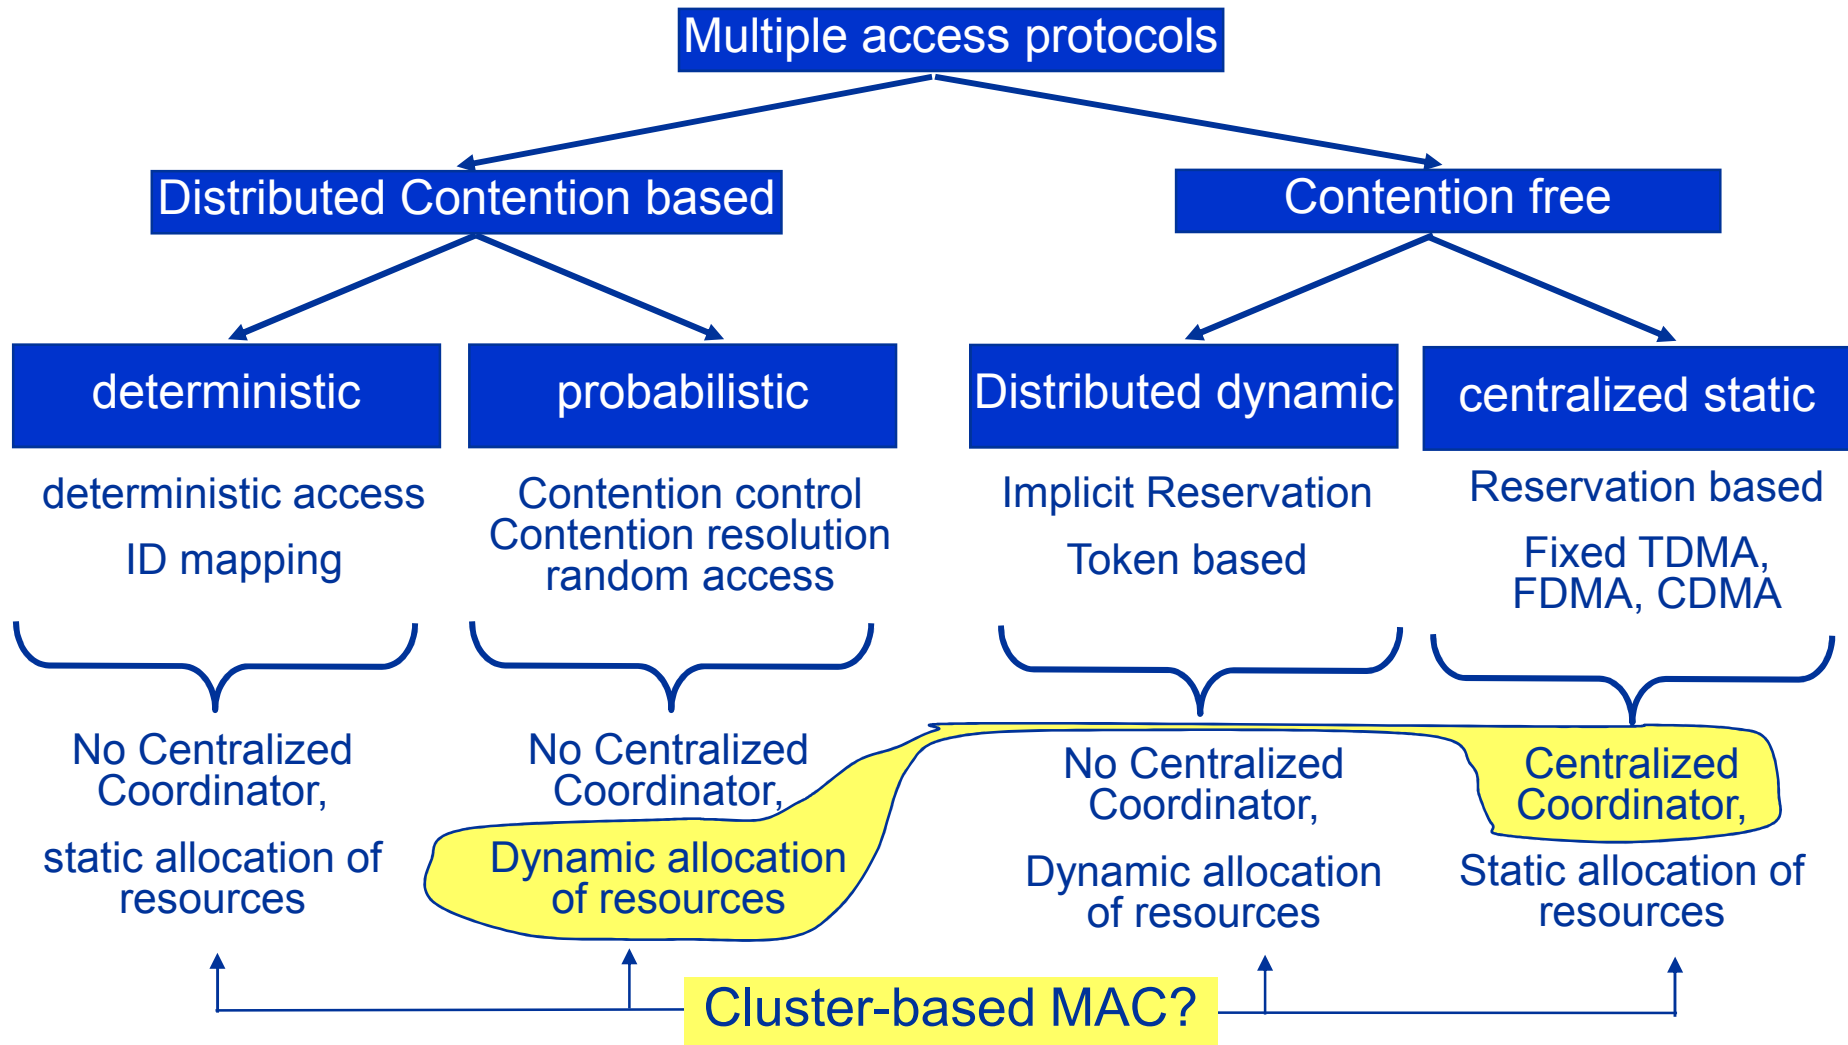 Multiple access protocols
Distributed Contention based
Contention free
deterministic
probabilistic
Distributed dynamic
centralized static
deterministic access
ID mapping
Contention control
Contention resolution
random access
Implicit Reservation
Token based
Reservation based
Fixed TDMA,
FDMA, CDMA
No Centralized
Coordinator,
static allocation of
resources
No Centralized
Coordinator,
Dynamic allocation
of resources
No Centralized
Coordinator,
Dynamic allocation
of resources
Centralized
Coordinator,
Static allocation of
resources
Cluster-based MAC?